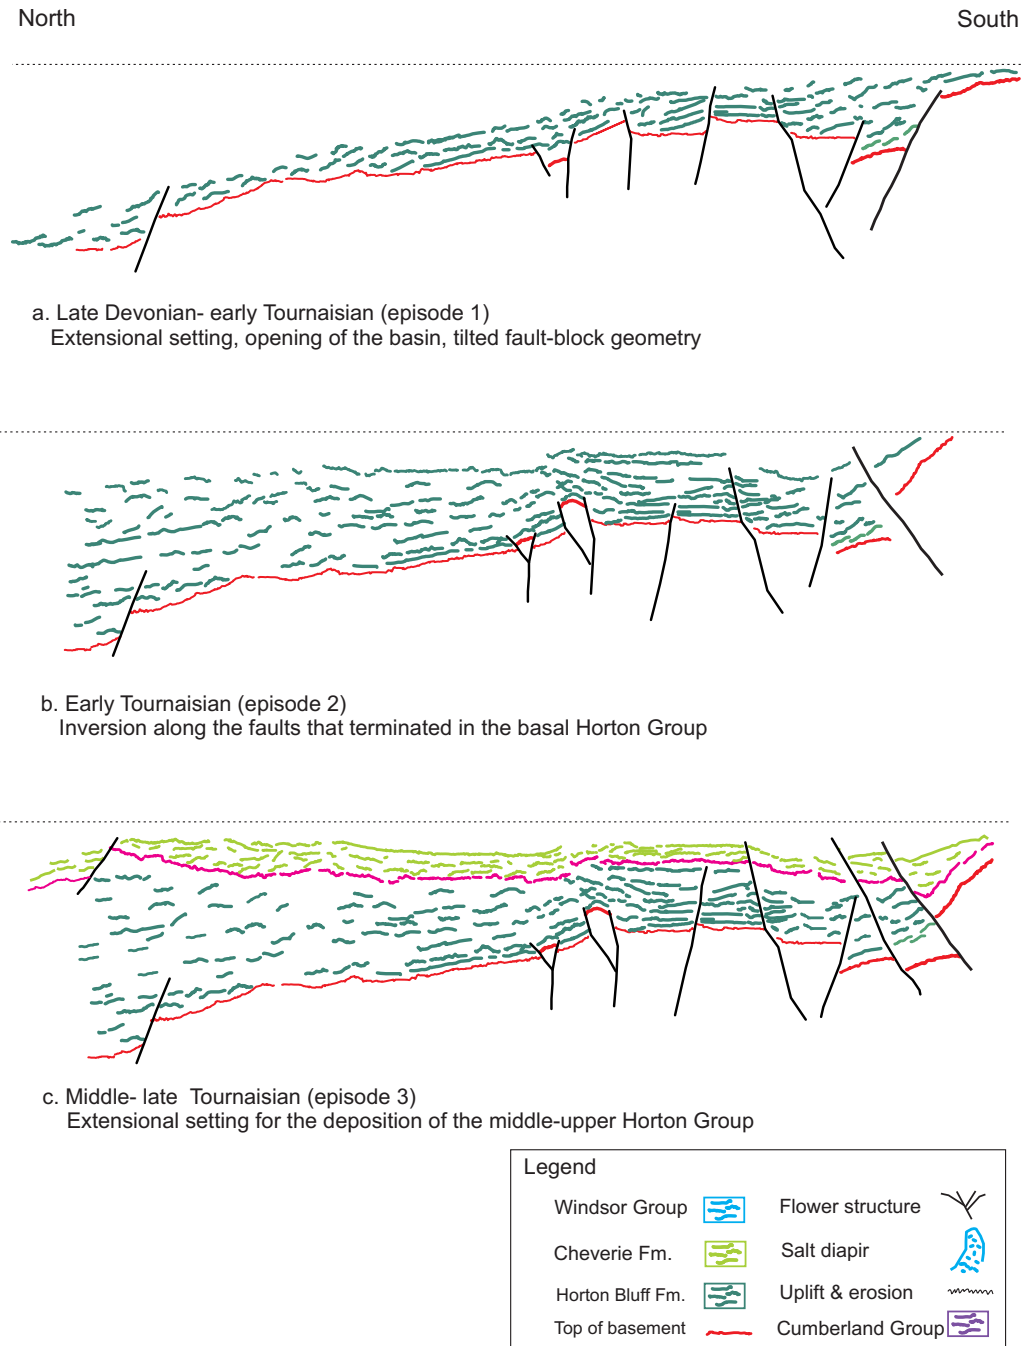 North
South
a. Late Devonian- early Tournaisian (episode 1)
Extensional setting, opening of the basin, tilted fault-block geometry
b. Early Tournaisian (episode 2)
Inversion along the faults that terminated in the basal Horton Group
c. Middle- late Tournaisian (episode 3)
Extensional setting for the deposition of the middle-upper Horton Group
Legend
Windsor Group
Flower structure
Cheverie Fm.
Salt diapir
Horton Bluff Fm.
Uplift & erosion
Top of basement
Cumberland Group